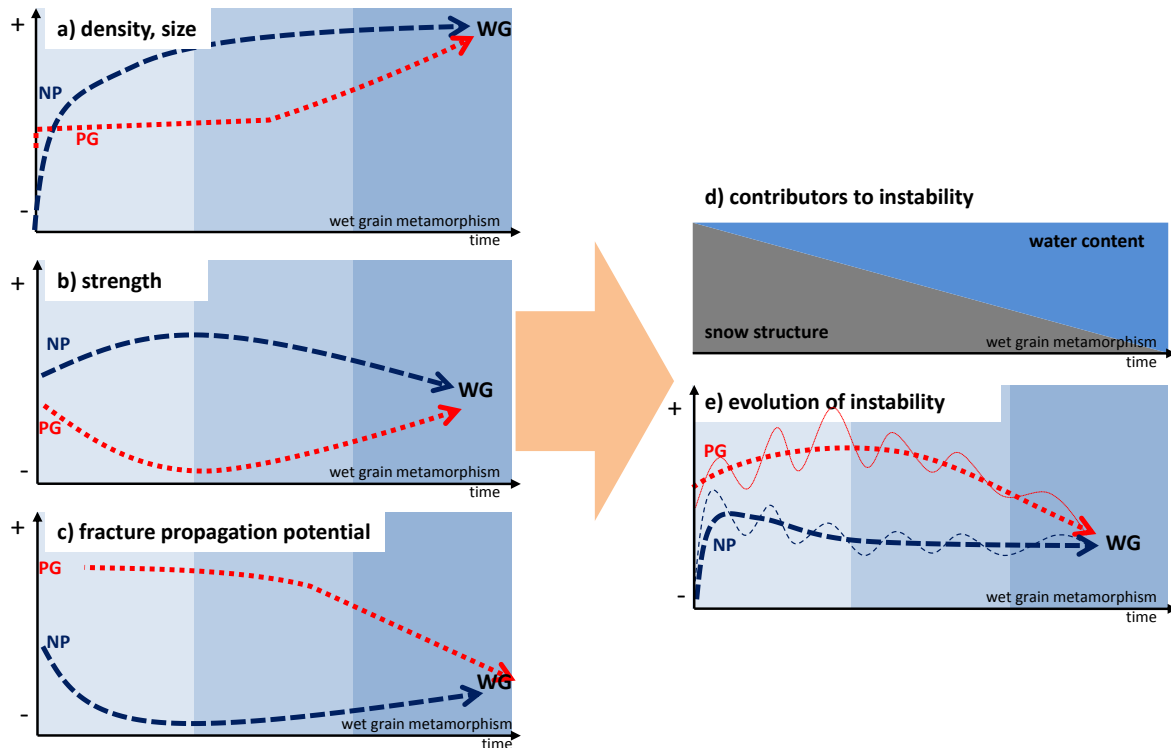 +
a) density, size
WG
NP
PG
-
wet grain metamorphism
time
+
b) strength
NP
WG
PG
-
wet grain metamorphism
time
+
c) fracture propagation potential
PG
NP
WG
-
wet grain metamorphism
time
d) contributors to instability
water content
snow structure
wet grain metamorphism
time
+
e) evolution of instability
PG
NP
WG
-
wet grain metamorphism
time